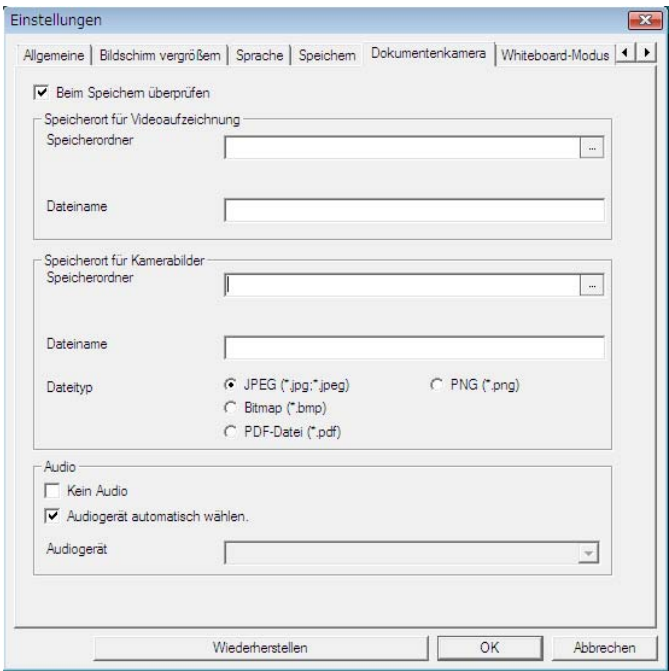 Einstellungen
Allgemeine Bildschirm vergrößern Sprache Speichern Dokumentenkamera Whiteboard-Modus
Beim Speichern überprüfen
Speicherort für Videoaufzeichnung
Speicherordner ...
Dateiname
Speicherort für Kamerabilder
Speicherordner ...
Dateiname
Dateityp JPEG (*.jpg;*.jpeg) PNG (*.png)
Bitmap (*.bmp)
PDF-Datei (*.pdf)
Audio
Kein Audio
Audiogerät automatisch wählen.
Audiogerät
Wiederherstellen OK Abbrechen